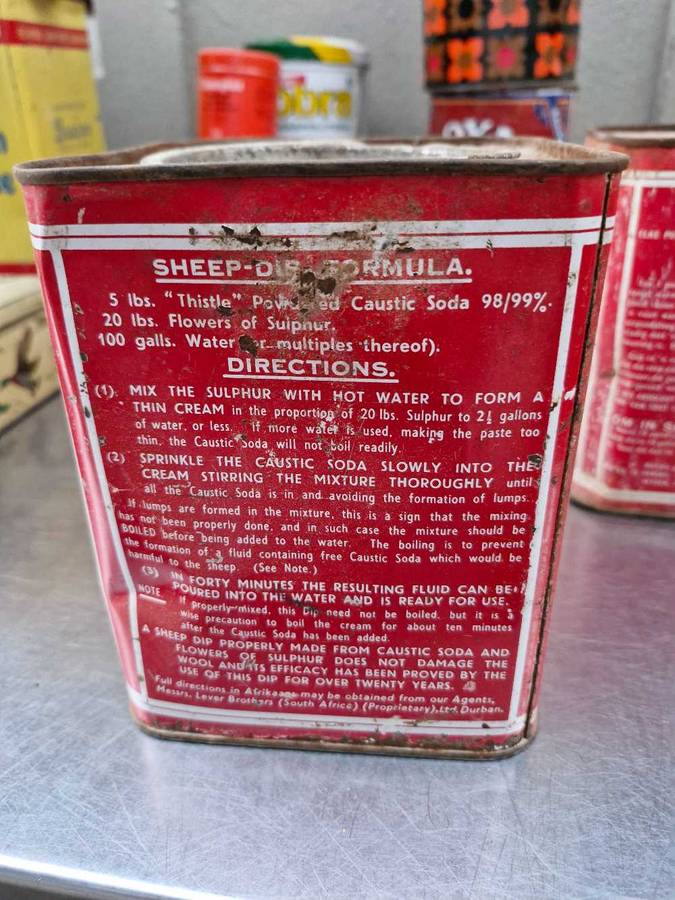 SHEEP-DIP FORMULA.
5 lbs. "Thistle" Powdered Caustic Soda 98/99%.
20 lbs. Flowers of Sulphur.
100 galls. Water (or multiples thereof).
DIRECTIONS.
(1) MIX THE SULPHUR WITH HOT WATER TO FORM A
THIN CREAM in the proportion of 20 lbs. Sulphur to 2½ gallons
of water, or less. If more water is used, making the paste too
thin, the Caustic Soda will not boil readily.
(2) SPRINKLE THE CAUSTIC SODA SLOWLY INTO THE
CREAM STIRRING THE MIXTURE THOROUGHLY until
all the Caustic Soda is in and avoiding the formation of lumps.
If lumps are formed in the mixture, this is a sign that the mixing
has not been properly done, and in such case the mixture should be
BOILED before being added to the water. The boiling is to prevent
the formation of a fluid containing free Caustic Soda which would be
harmful to the sheep. (See Note.)
(3) IN FORTY MINUTES THE RESULTING FLUID CAN BE
POURED INTO THE WATER AND IS READY FOR USE.
NOTE If properly mixed, this Dip need not be boiled, but it is a
wise precaution to boil the cream for about ten minutes
after the Caustic Soda has been added.
A SHEEP DIP PROPERLY MADE FROM CAUSTIC SODA AND
FLOWERS OF SULPHUR DOES NOT DAMAGE THE
WOOL AND ITS EFFICACY HAS BEEN PROVED BY THE
USE OF THIS DIP FOR OVER TWENTY YEARS.
Full directions in Afrikaans may be obtained from our Agents,
Messrs. Lever Brothers (South Africa) (Proprietary), Ltd, Durban.